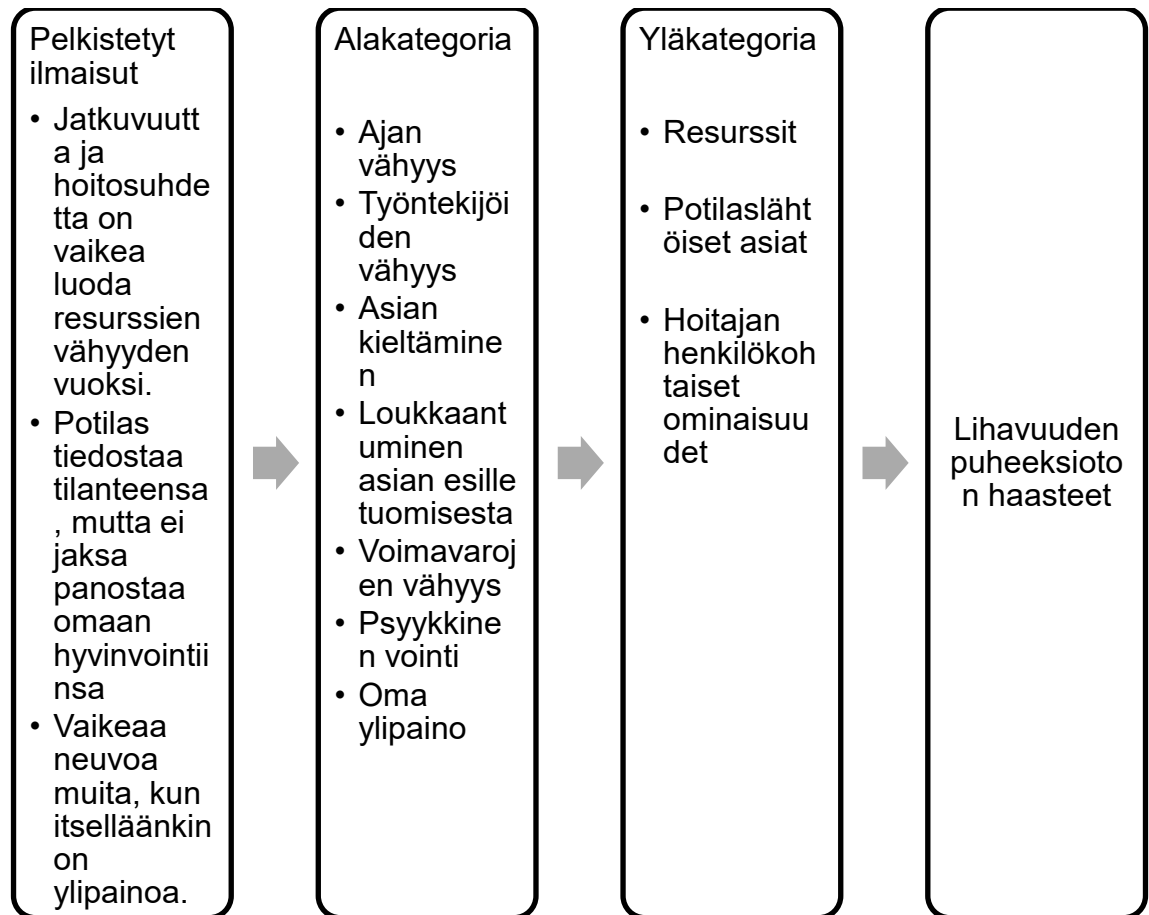 Pelkistetyt
ilmaisut
• Jatkuvuutt
a ja
hoitosuhde
tta on
vaikea
luoda
resurssien
vähyyden
vuoksi.
• Potilas
tiedostaa
tilanteensa
, mutta ei
jaksa
panostaa
omaan
hyvinvointii
nsa
• Vaikeaa
neuvoa
muita, kun
itselläänkin
on
ylipainoa.
Alakategoria
• Ajan
vähyys
• Työntekijöi
den
vähyys
• Asian
kieltämine
n
• Loukkaant
uminen
asian esille
tuomisesta
• Voimavaroj
en vähyys
• Psyykkine
n vointi
• Oma
ylipaino
Yläkategoria
• Resurssit
• Potilasläht
öiset asiat
• Hoitajan
henkilökoh
taiset
ominaisuu
det
Lihavuuden
puheeksioto
n haasteet